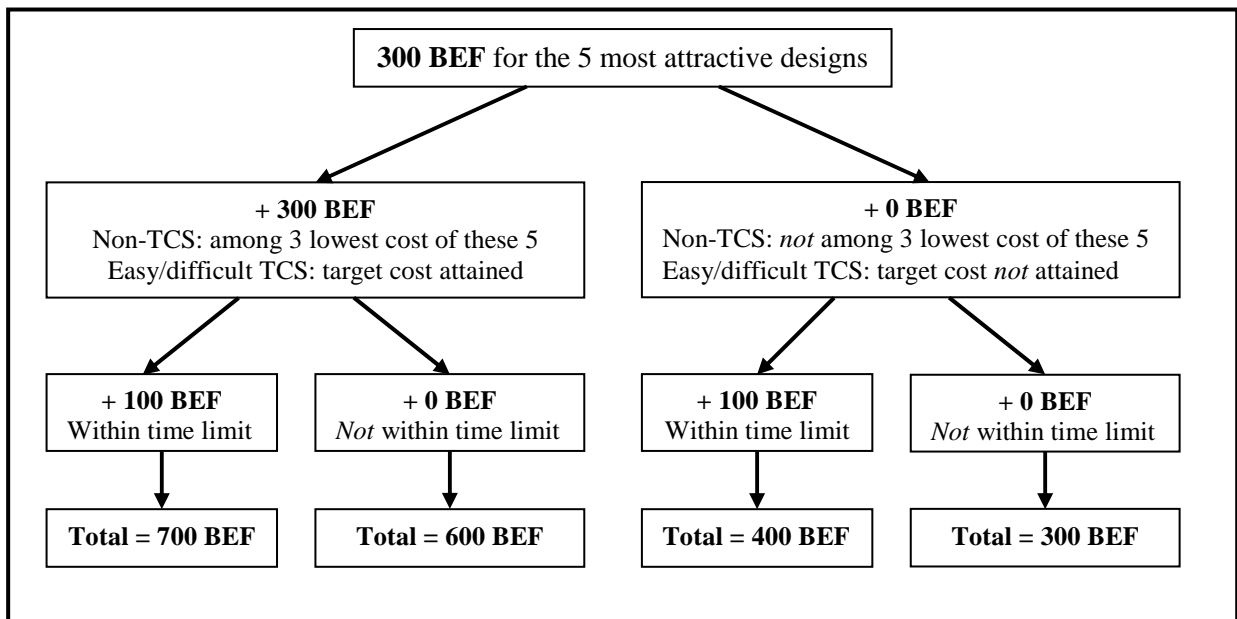 300 BEF for the 5 most attractive designs
+ 300 BEF
Non-TCS: among 3 lowest cost of these 5
Easy/difficult TCS: target cost attained
+ 0 BEF
Non-TCS: not among 3 lowest cost of these 5
Easy/difficult TCS: target cost not attained
+ 100 BEF
Within time limit
+ 0 BEF
Not within time limit
+ 100 BEF
Within time limit
+ 0 BEF
Not within time limit
Total = 700 BEF
Total = 600 BEF
Total = 400 BEF
Total = 300 BEF